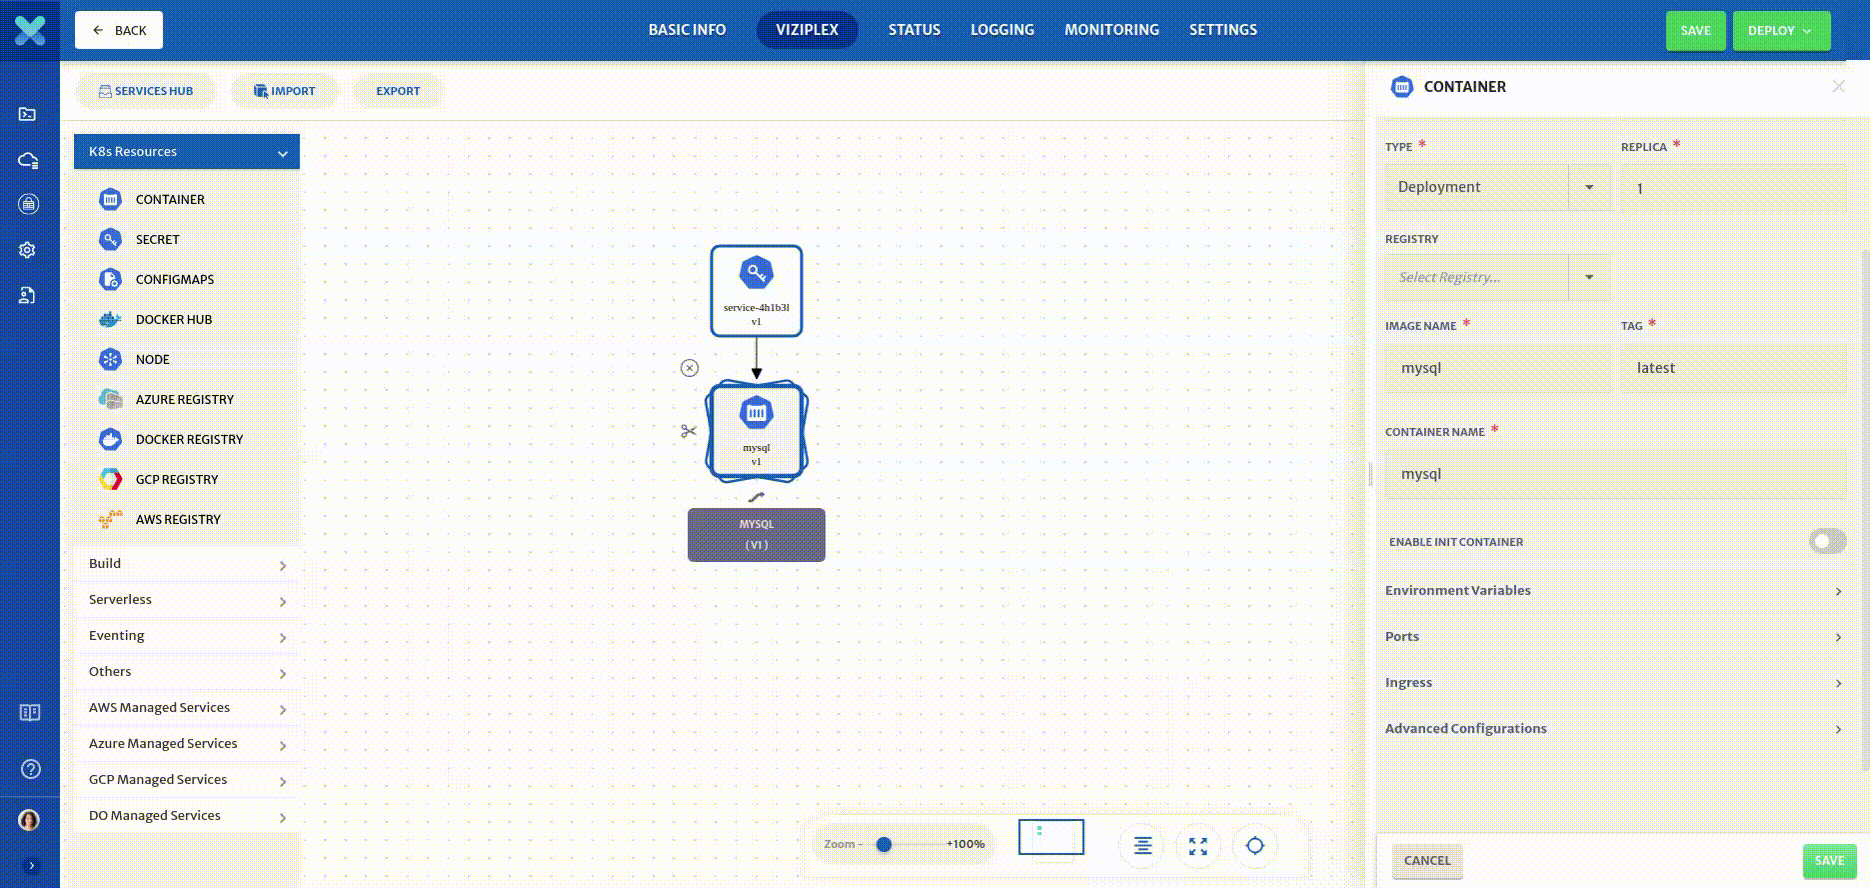 BACK
BASIC INFO
VIZIPLEX
STATUS
LOGGING
MONITORING
SETTINGS
SAVE
DEPLOY
SERVICES HUB
IMPORT
EXPORT
K8s Resources
CONTAINER
SECRET
CONFIGMAPS
DOCKER HUB
NODE
AZURE REGISTRY
DOCKER REGISTRY
GCP REGISTRY
AWS REGISTRY
Build
Serverless
Eventing
Others
AWS Managed Services
Azure Managed Services
GCP Managed Services
DO Managed Services
service-4h1b3l
v1
mysql
v1
MYSQL
( V1 )
Zoom - +100%
CONTAINER
TYPE *
REPLICA *
Deployment
1
REGISTRY
Select Registry...
IMAGE NAME *
TAG *
mysql
latest
CONTAINER NAME *
mysql
ENABLE INIT CONTAINER
Environment Variables
Ports
Ingress
Advanced Configurations
CANCEL
SAVE